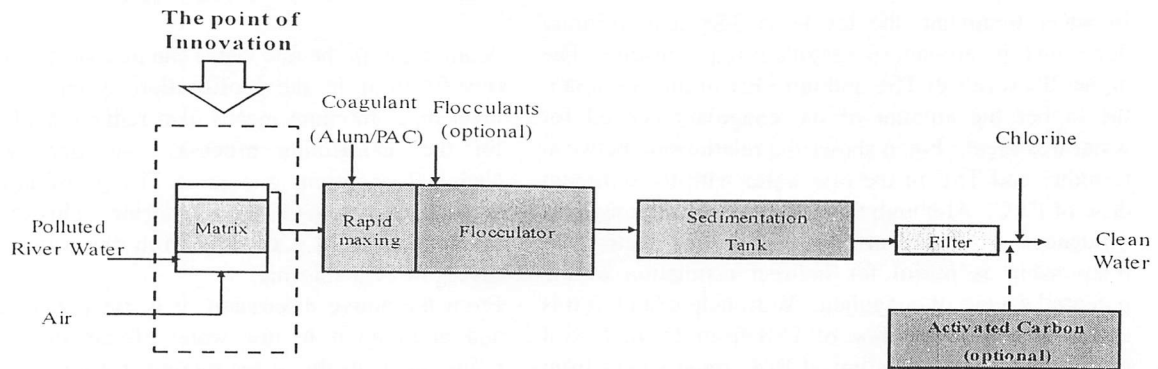 The point of
Innovation
Coagulant
(Alum/PAC)
Flocculants
(optional)
Chlorine
Polluted
River Water
Matrix
Rapid
maxing
Flocculator
Sedimentation
Tank
Filter
Clean
Water
Air
Activated Carbon
(optional)